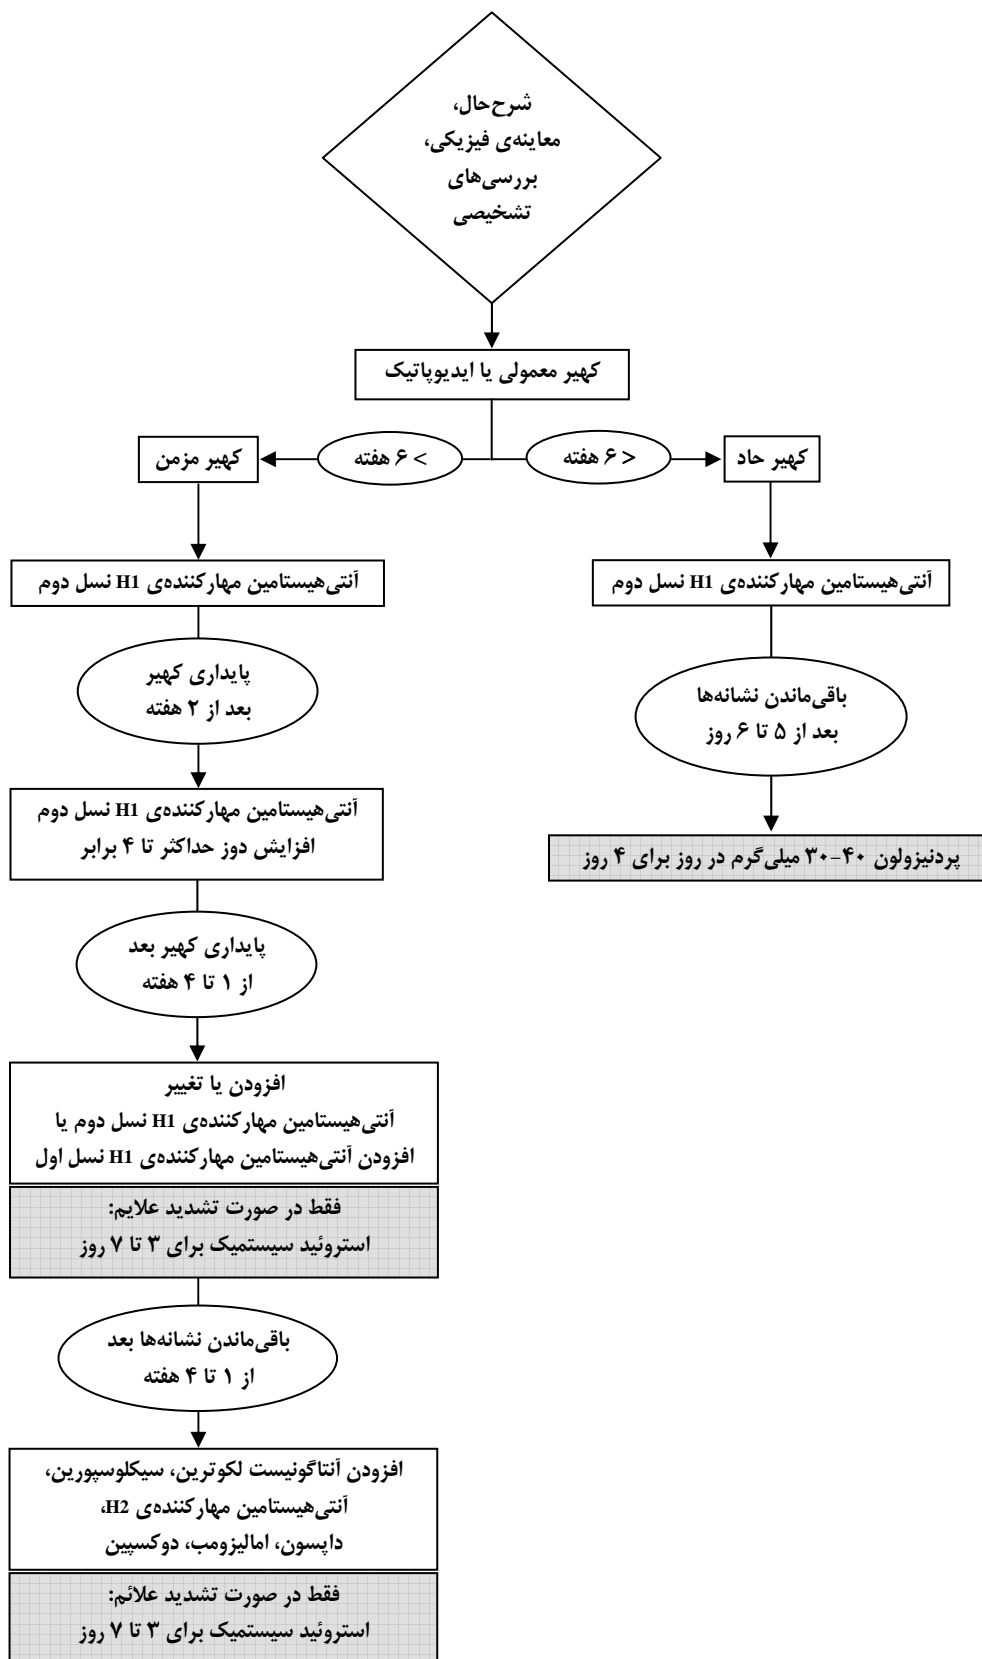 شرح‌حال،
معاینه‌ی فیزیکی،
بررسی‌های
تشخیصی
کهیر معمولی یا ایدیوپاتیک
کهیر حاد
< ۶ هفته
> ۶ هفته
کهیر مزمن
آنتی‌هیستامین مهارکننده‌ی H1 نسل دوم
باقی‌ماندن نشانه‌ها
بعد از ۵ تا ۶ روز
پردنیزولون ۴۰-۳۰ میلی‌گرم در روز برای ۴ روز
آنتی‌هیستامین مهارکننده‌ی H1 نسل دوم
پایداری کهیر
بعد از ۲ هفته
آنتی‌هیستامین مهارکننده‌ی H1 نسل دوم
افزایش دوز حداکثر تا ۴ برابر
پایداری کهیر بعد
از ۱ تا ۴ هفته
افزودن یا تغییر
آنتی‌هیستامین مهارکننده‌ی H1 نسل دوم یا
افزودن آنتی‌هیستامین مهارکننده‌ی H1 نسل اول
فقط در صورت تشدید علایم:
استروئید سیستمیک برای ۳ تا ۷ روز
باقی‌ماندن نشانه‌ها بعد
از ۱ تا ۴ هفته
افزودن آنتاگونیست لکوترین، سیکلوسپورین،
آنتی‌هیستامین مهارکننده‌ی H2،
داپسون، امالیزومب، دوکسپین
فقط در صورت تشدید علائم:
استروئید سیستمیک برای ۳ تا ۷ روز